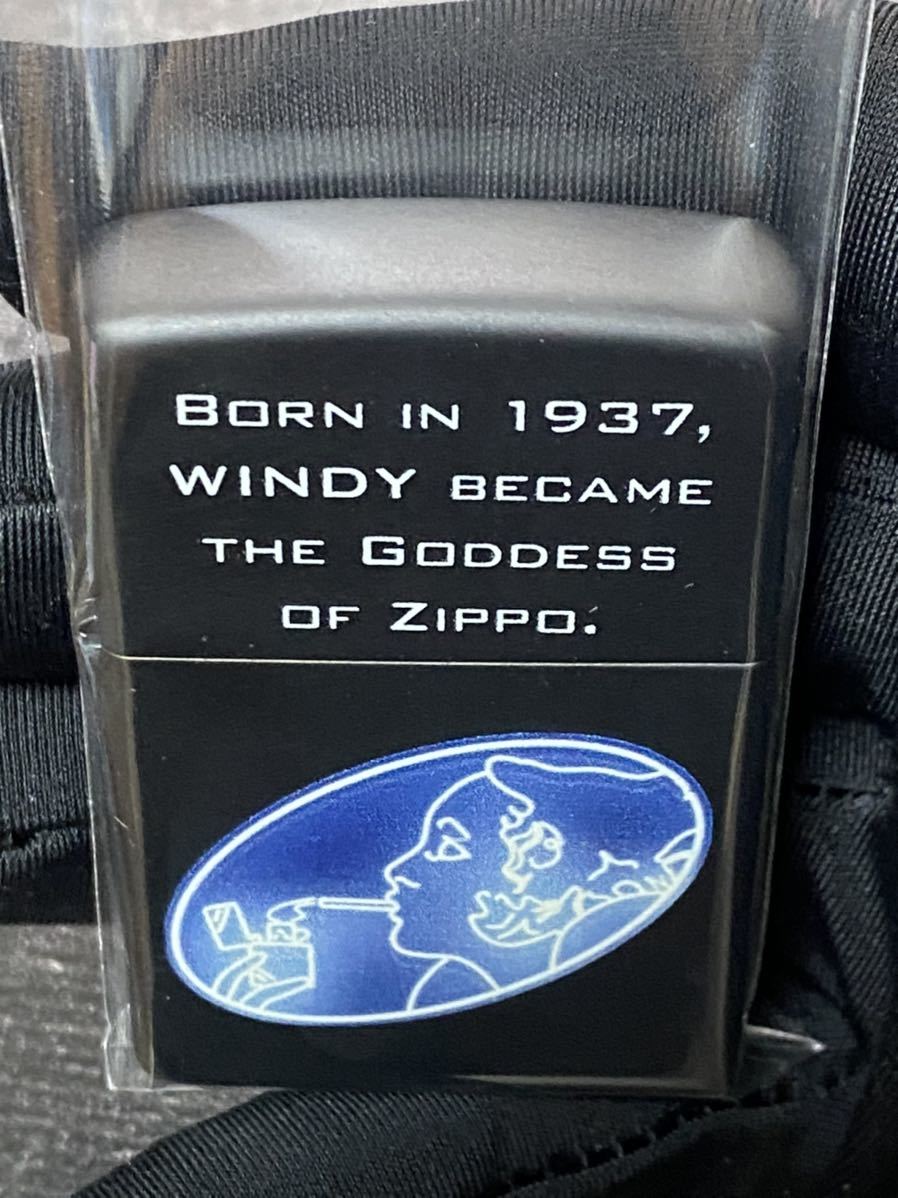 Born in 1937,
WINDY became
the Goddess
of Zippo.